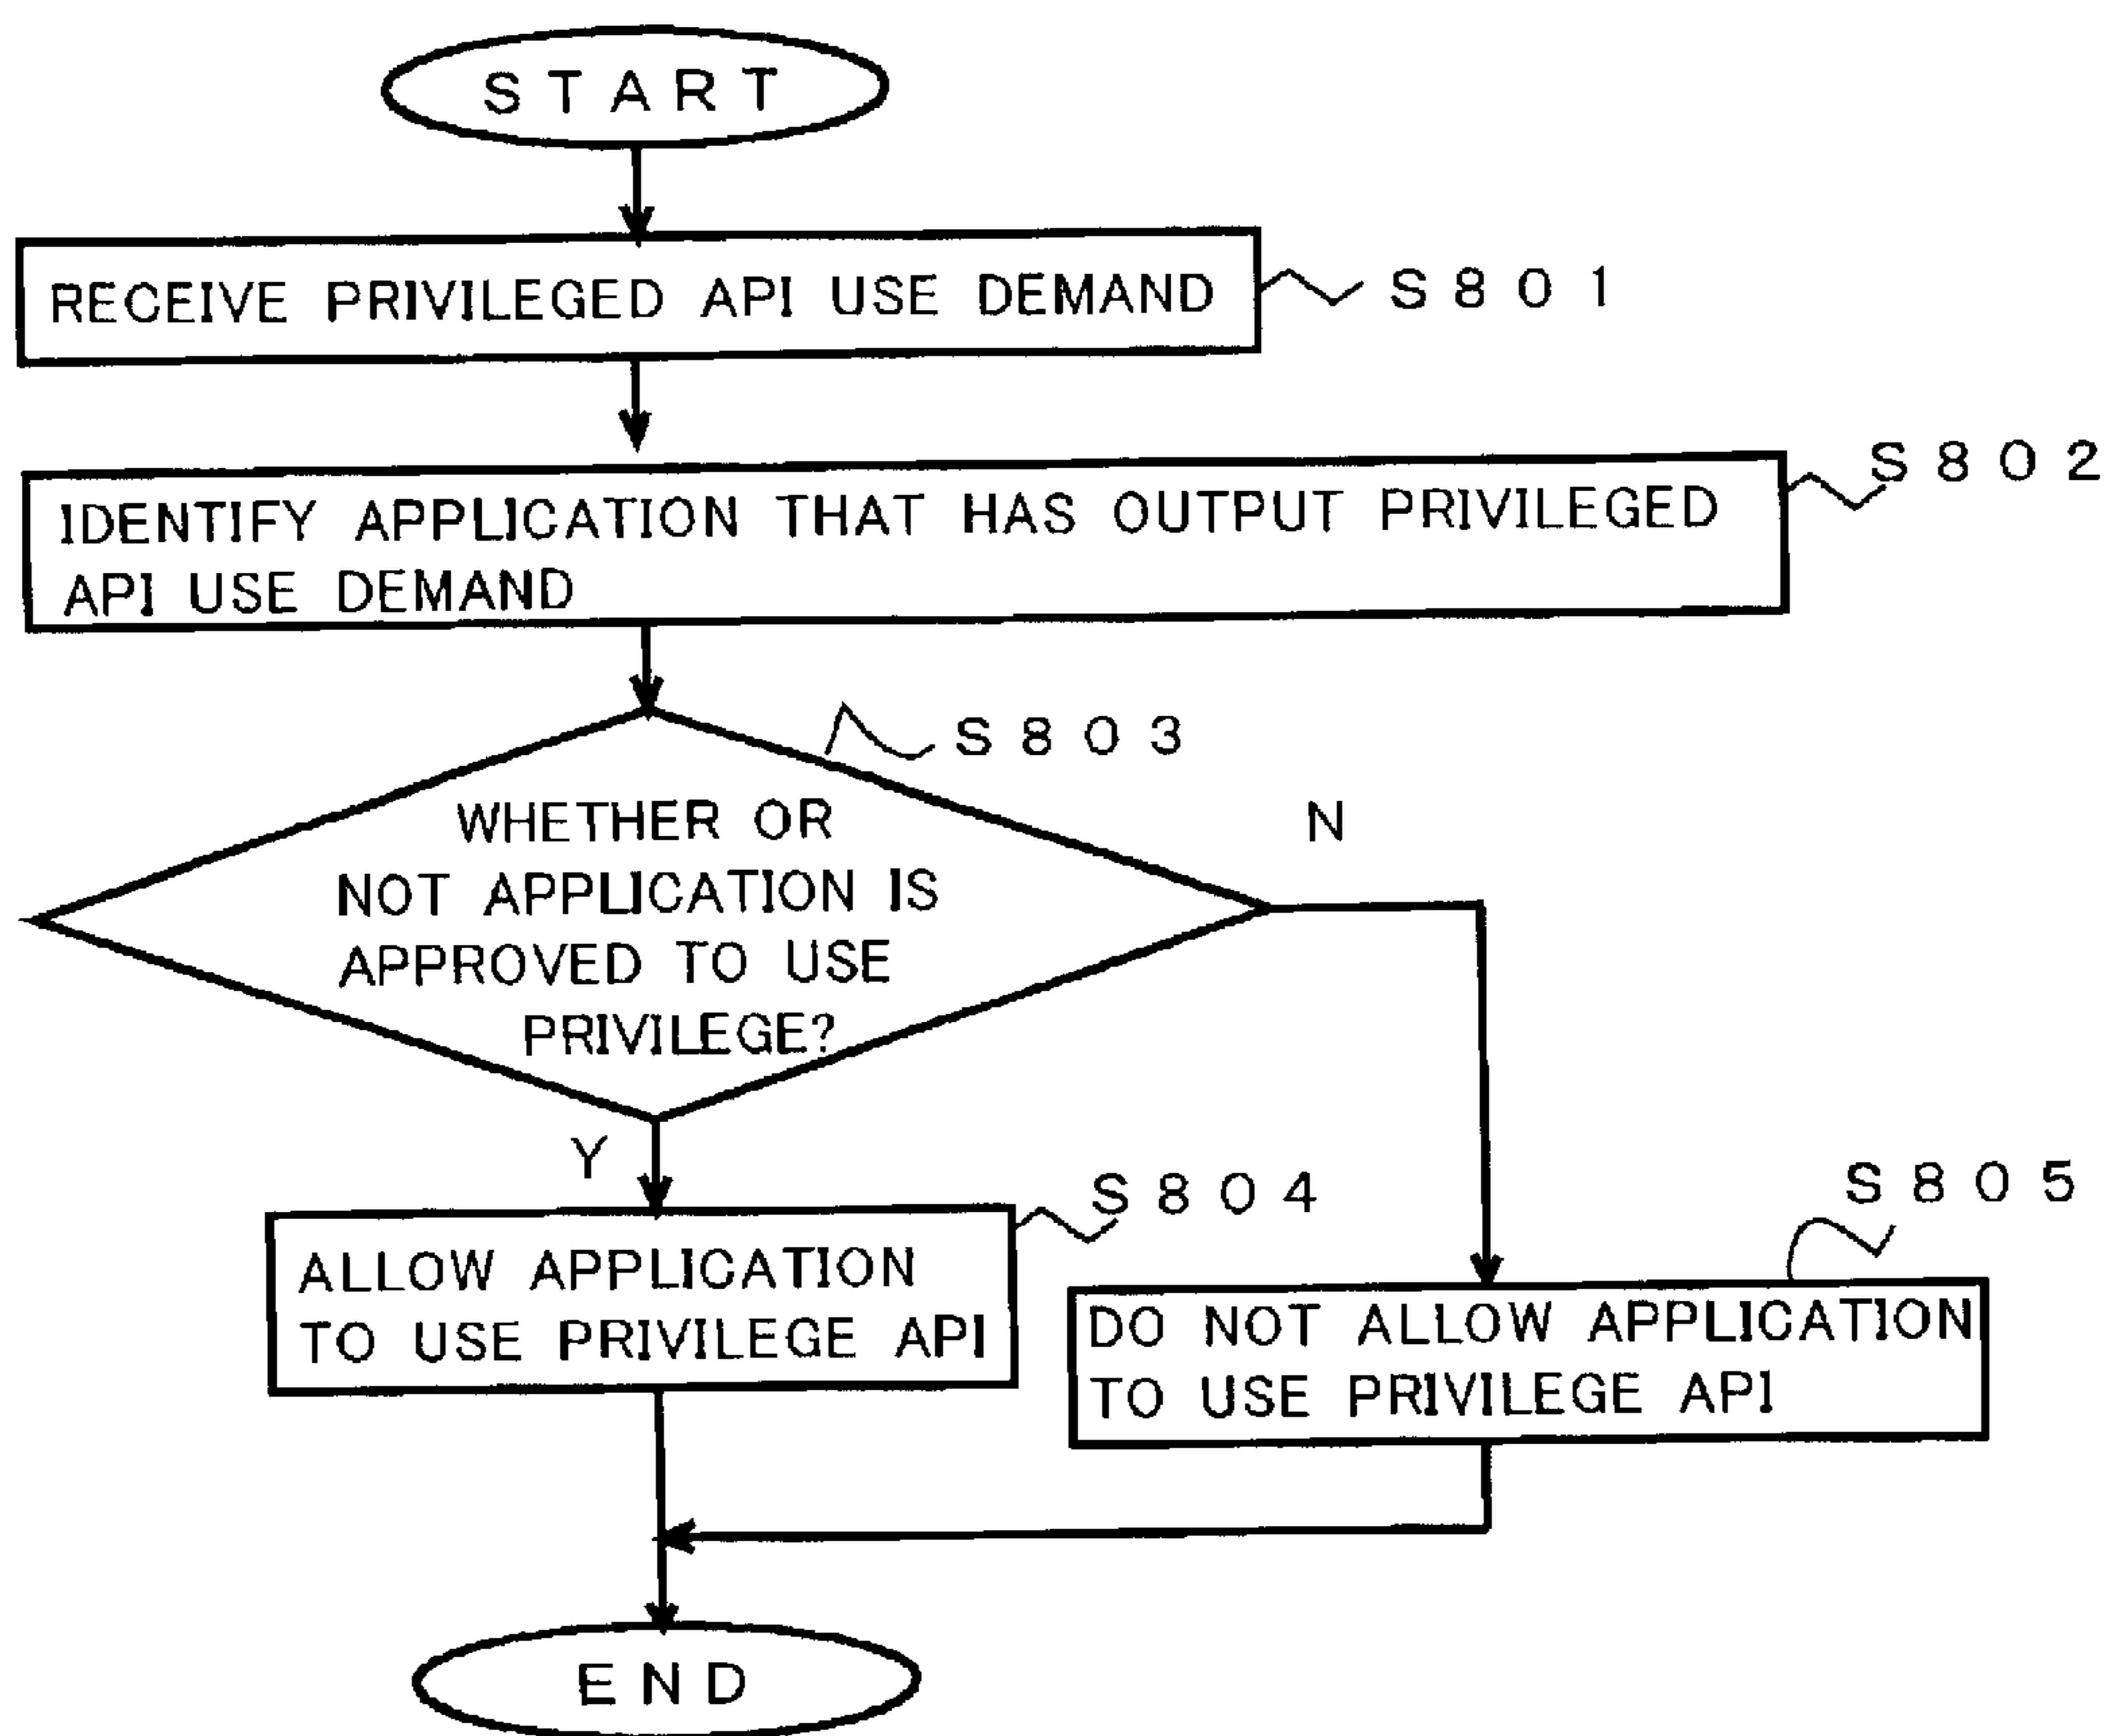 START
RECEIVE PRIVILEGED API USE DEMAND
S801
IDENTIFY APPLICATION THAT HAS OUTPUT PRIVILEGED
API USE DEMAND
S802
WHETHER OR
NOT APPLICATION IS
APPROVED TO USE
PRIVILEGE?
S803
N
Y
ALLOW APPLICATION
TO USE PRIVILEGE API
S804
DO NOT ALLOW APPLICATION
TO USE PRIVILEGE API
S805
END